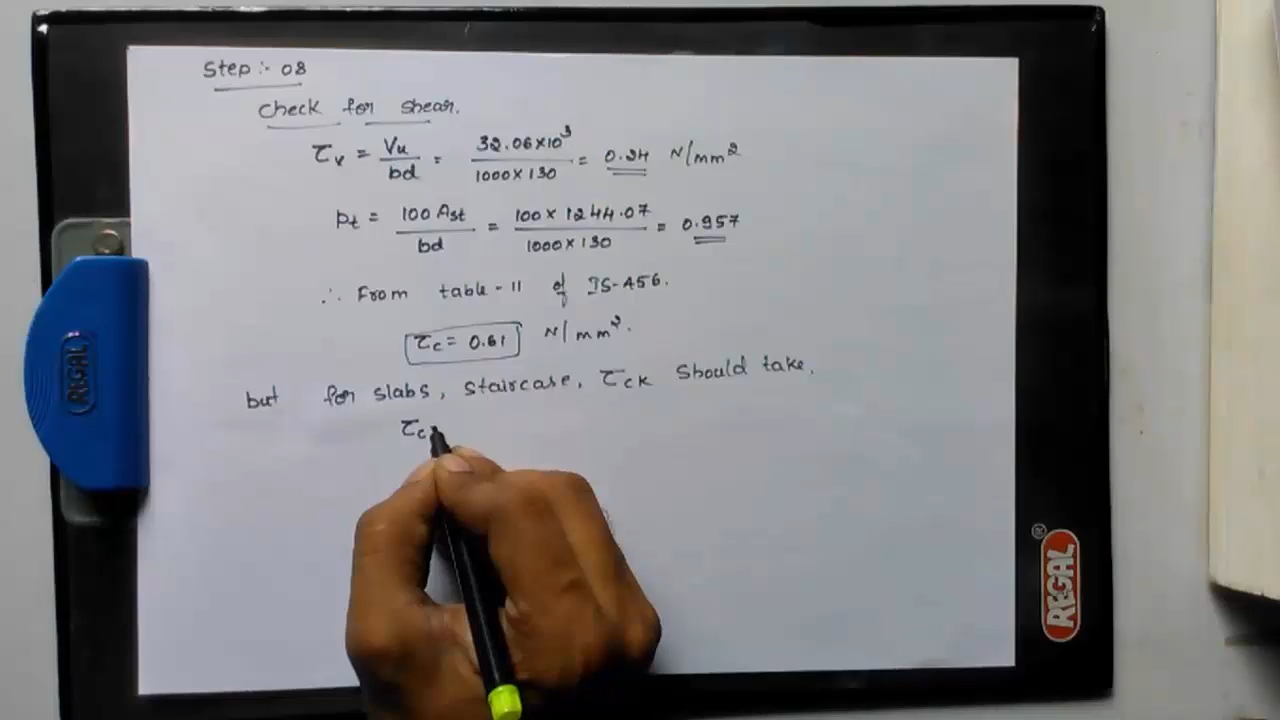 Step :- 08
Check for shear.
τv = Vu/bd = 32.06×10³/1000×130 = 0.24 N/mm²
Pt = 100 Ast/bd = 100×1244.07/1000×130 = 0.957
∴ From table-11 of IS-456.
τc = 0.61 N/mm².
but for slabs, staircase, τck should take,
τc
REGAL
REGAL®